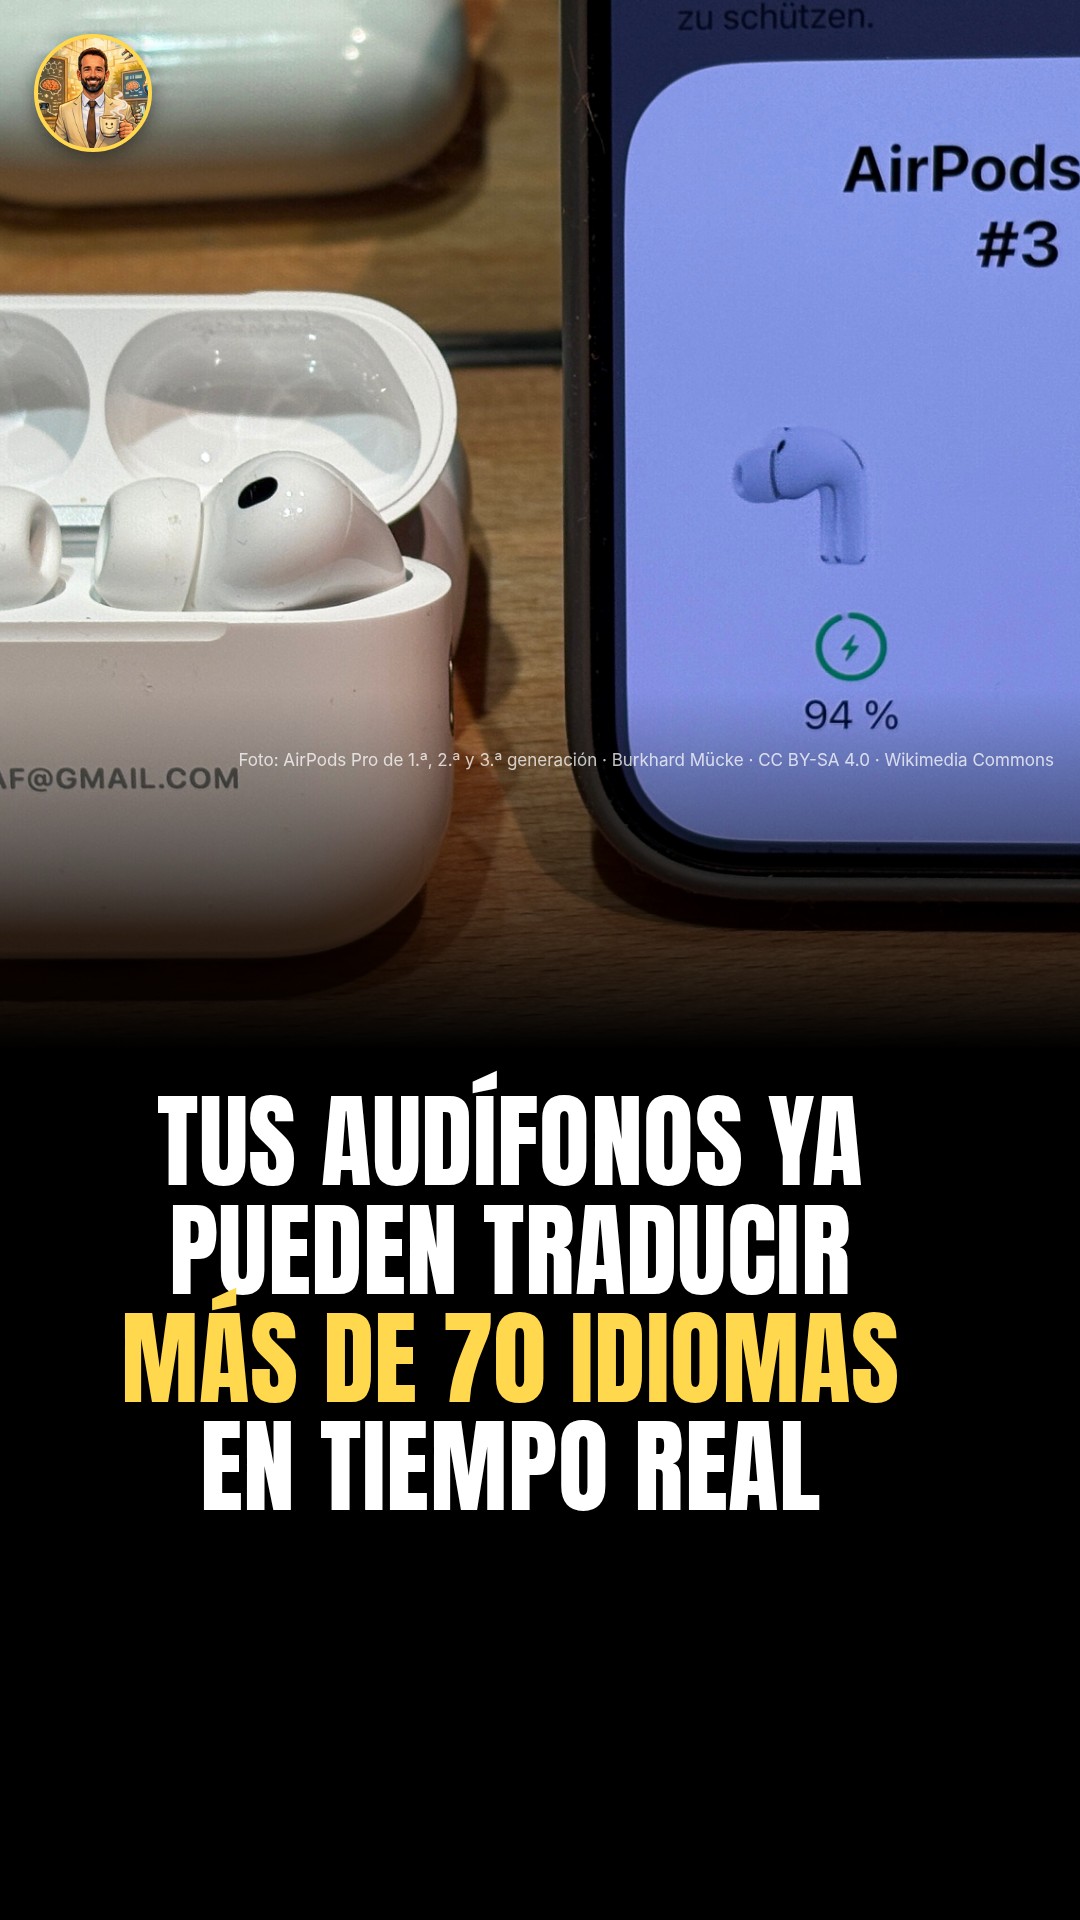 zu schützen.
AirPods
#3
94 %
AF@GMAIL.COM
Foto: AirPods Pro de 1.ª, 2.ª y 3.ª generación · Burkhard Mücke · CC BY-SA 4.0 · Wikimedia Commons
TUS AUDÍFONOS YA
PUEDEN TRADUCIR
MÁS DE 70 IDIOMAS
EN TIEMPO REAL